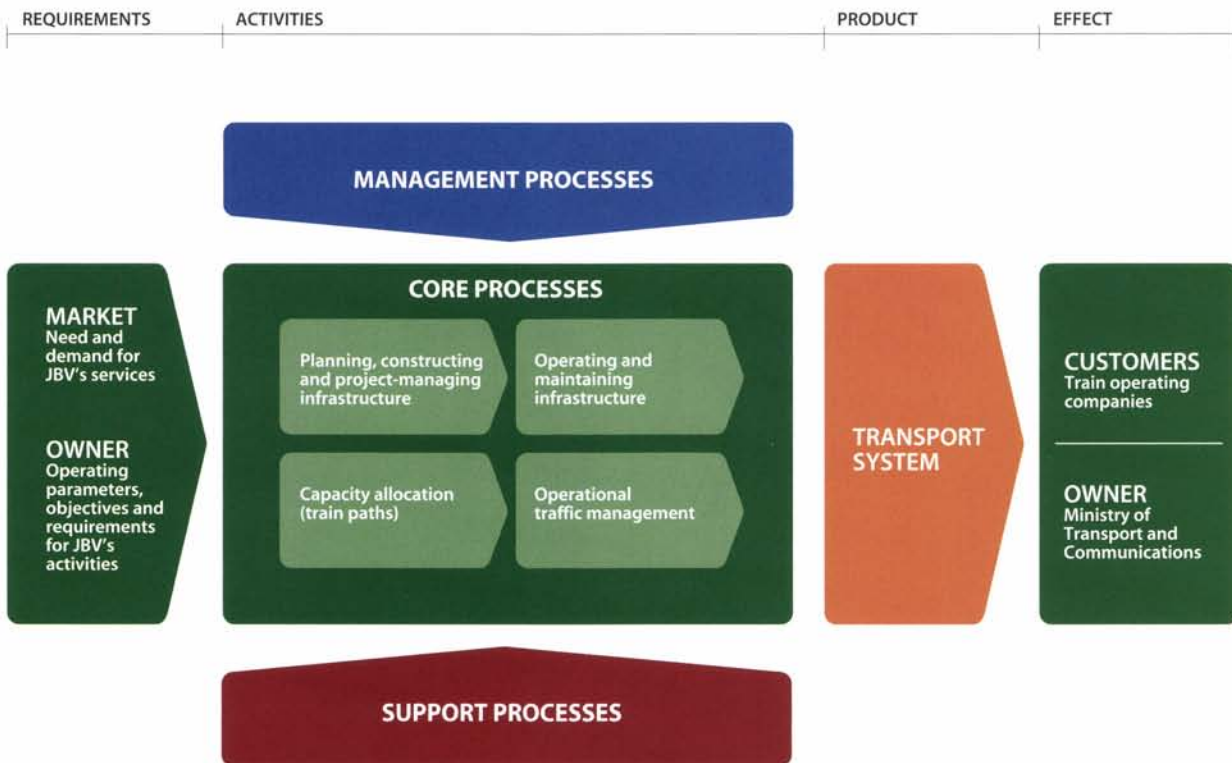 REQUIREMENTS
ACTIVITIES
PRODUCT
EFFECT
MANAGEMENT PROCESSES
MARKET
Need and
demand for
JBV's services
OWNER
Operating
parameters,
objectives and
requirements
for JBV's
activities
CORE PROCESSES
Planning, constructing
and project-managing
infrastructure
Operating and
maintaining
infrastructure
Capacity allocation
(train paths)
Operational
traffic management
TRANSPORT
SYSTEM
CUSTOMERS
Train operating
companies
OWNER
Ministry of
Transport and
Communications
SUPPORT PROCESSES